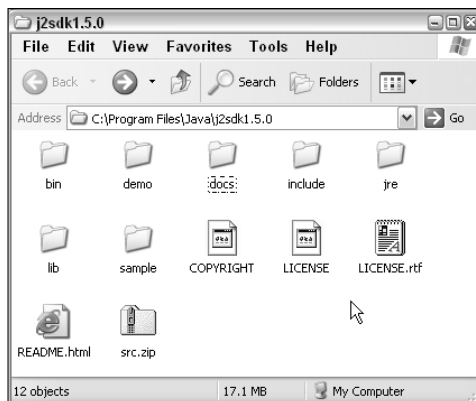 j2sdk1.5.0
File Edit View Favorites Tools Help
Back Search Folders
Address C:\Program Files\Java\j2sdk1.5.0 Go
bin demo docs include jre
lib sample COPYRIGHT LICENSE LICENSE.rtf
README.html src.zip
12 objects 17.1 MB My Computer